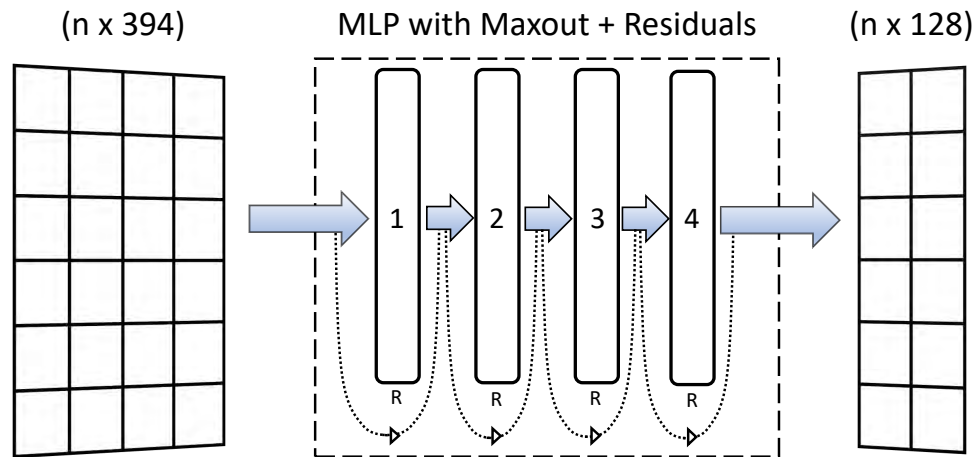 (n x 394)
MLP with Maxout + Residuals
(n x 128)
1
2
3
4
R
R
R
R